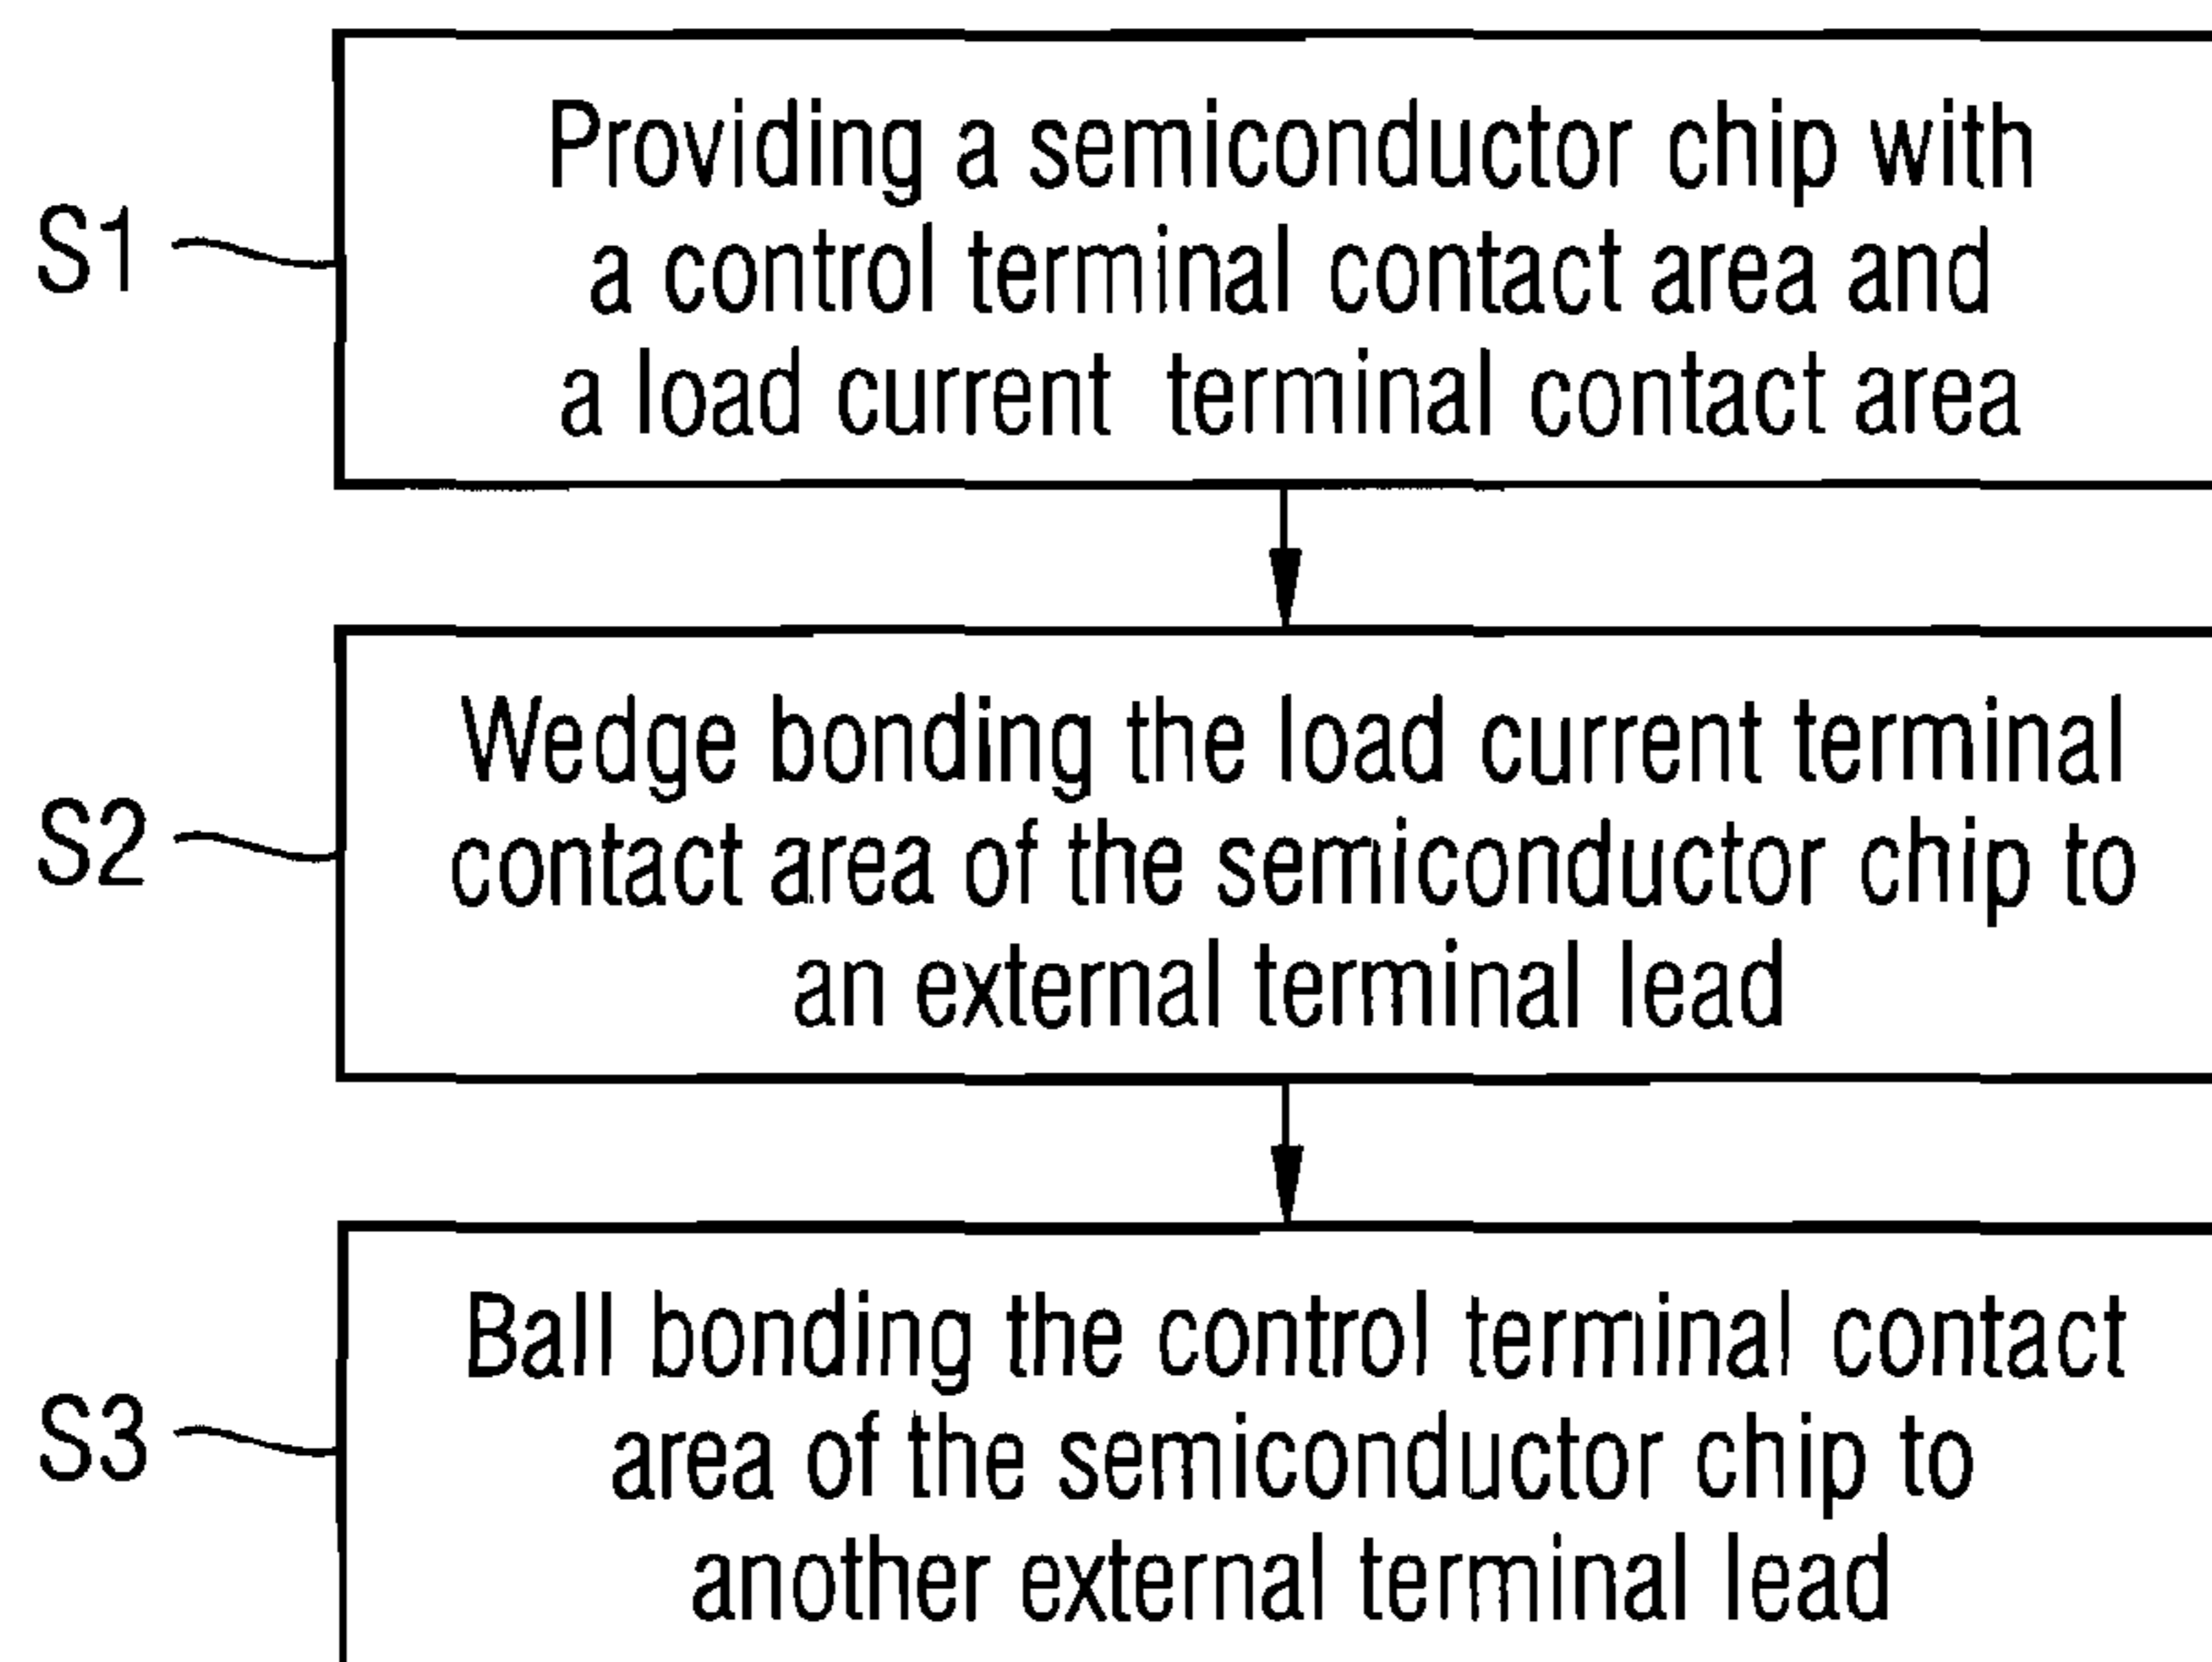 Providing a semiconductor chip with
S1
a control terminal contact area and
a load current terminal contact area
Wedge bonding the load current terminal
S2
contact area of the semiconductor chip to
an external terminal lead
Ball bonding the control terminal contact
S3
area of the semiconductor chip to
another external terminal lead